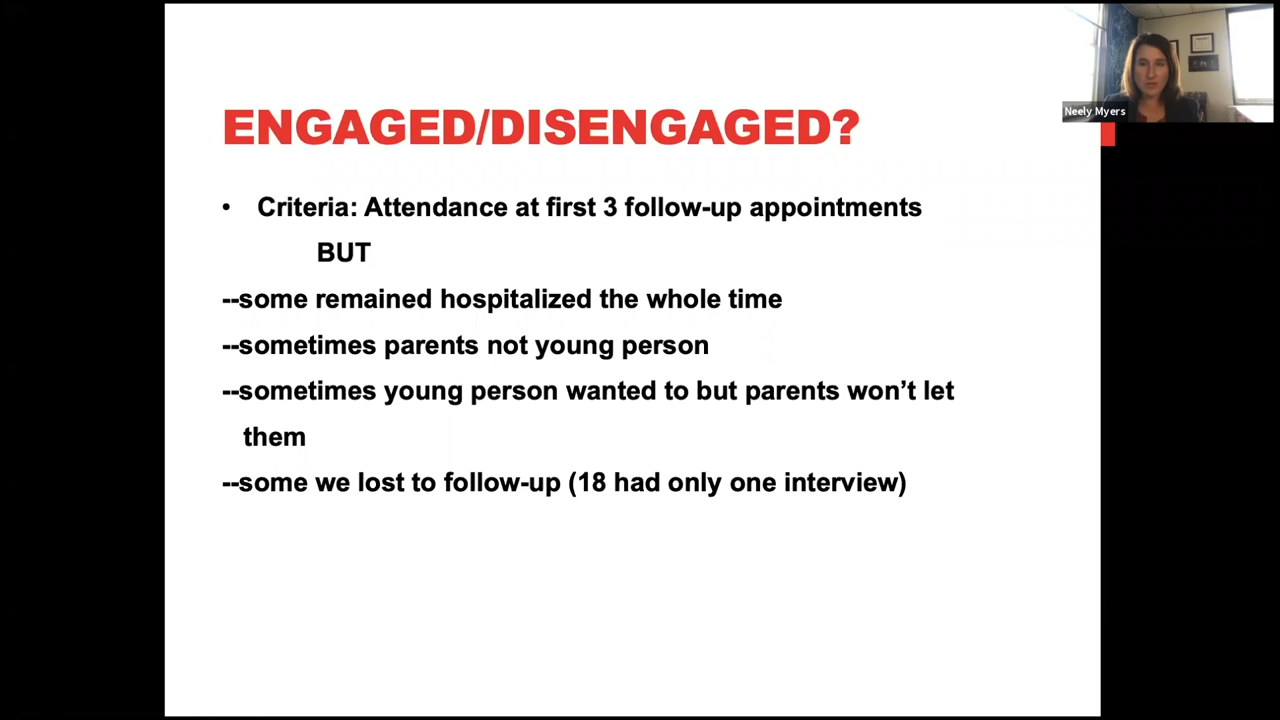 Neely Myers
ENGAGED/DISENGAGED?
• Criteria: Attendance at first 3 follow-up appointments
BUT
--some remained hospitalized the whole time
--sometimes parents not young person
--sometimes young person wanted to but parents won’t let
them
--some we lost to follow-up (18 had only one interview)